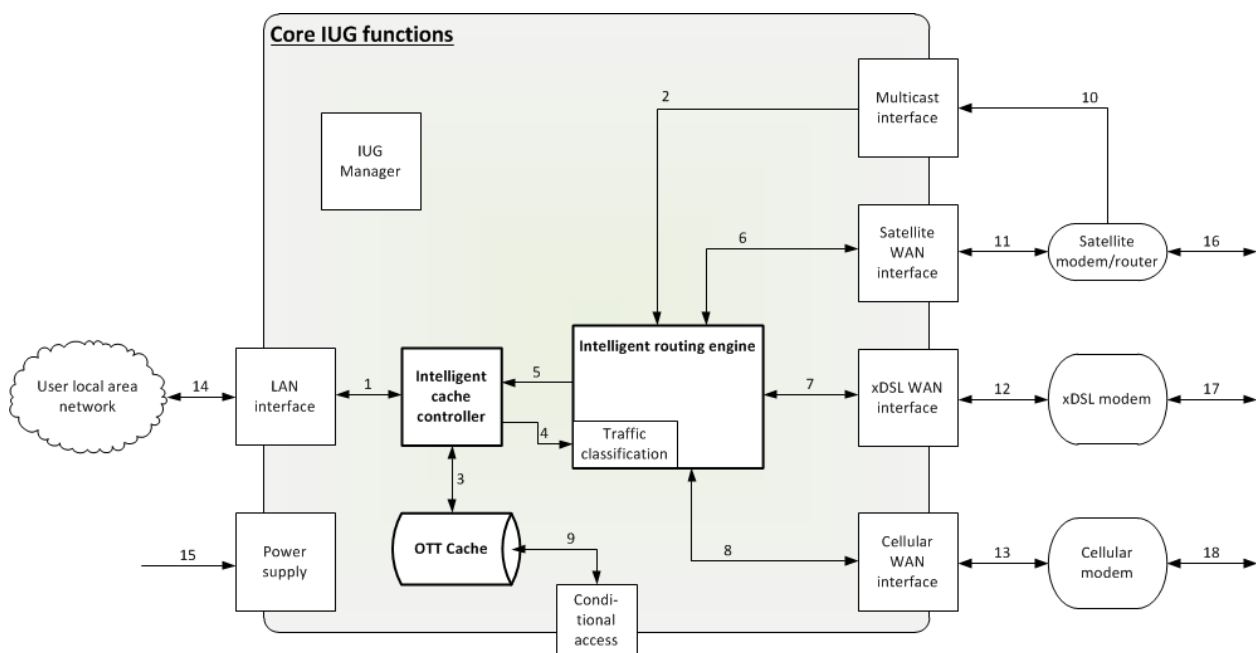 Core IUG functions
2
Multicast
interface
10
IUG
Manager
6
Satellite
WAN
interface
11
Satellite
modem/router
16
User local area
network
14
LAN
interface
1
Intelligent
cache
controller
5
4
Intelligent routing engine
Traffic
classification
7
xDSL WAN
interface
12
xDSL modem
17
3
15
Power
supply
OTT Cache
9
Condi-
tional
access
8
Cellular
WAN
interface
13
Cellular
modem
18